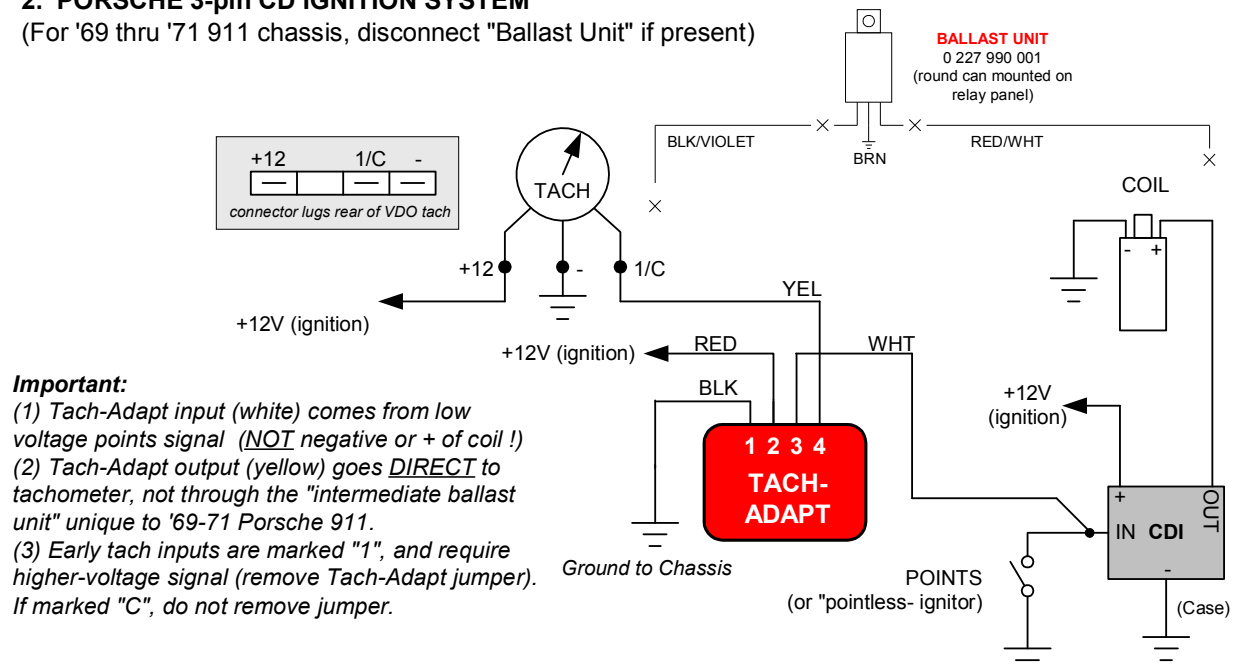 2. PORSCHE 3-pin CD IGNITION SYSTEM
(For '69 thru '71 911 chassis, disconnect "Ballast Unit" if present)
BALLAST UNIT
0 227 990 001
(round can mounted on
relay panel)
BLK/VIOLET
BRN
RED/WHT
+12 1/C -
connector lugs rear of VDO tach
TACH
COIL
- +
+12
-
1/C
+12V (ignition)
YEL
+12V (ignition)
RED
WHT
BLK
+12V
(ignition)
1 2 3 4
TACH-
ADAPT
Ground to Chassis
+
OUT
IN CDI
-
(Case)
POINTS
(or "pointless- ignitor)
Important:
(1) Tach-Adapt input (white) comes from low
voltage points signal (NOT negative or + of coil !)
(2) Tach-Adapt output (yellow) goes DIRECT to
tachometer, not through the "intermediate ballast
unit" unique to '69-71 Porsche 911.
(3) Early tach inputs are marked "1", and require
higher-voltage signal (remove Tach-Adapt jumper).
If marked "C", do not remove jumper.